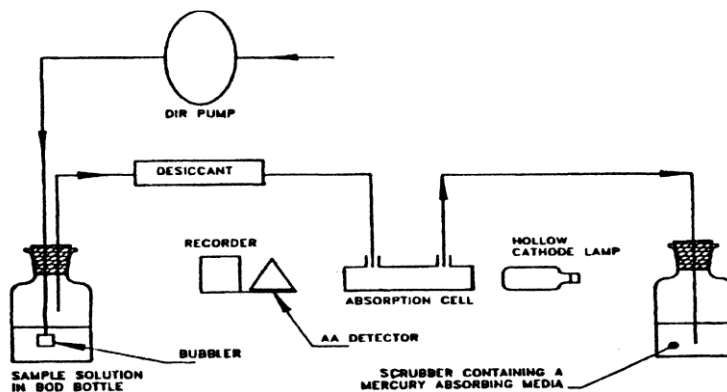 DIR PUMP
DESICCANT
RECORDER
HOLLOW
CATHODE LAMP
ABSORPTION CELL
AA DETECTOR
BUBBLER
SAMPLE SOLUTION
IN BOD BOTTLE
SCRUBBER CONTAINING A
MERCURY ABSORBING MEDIA